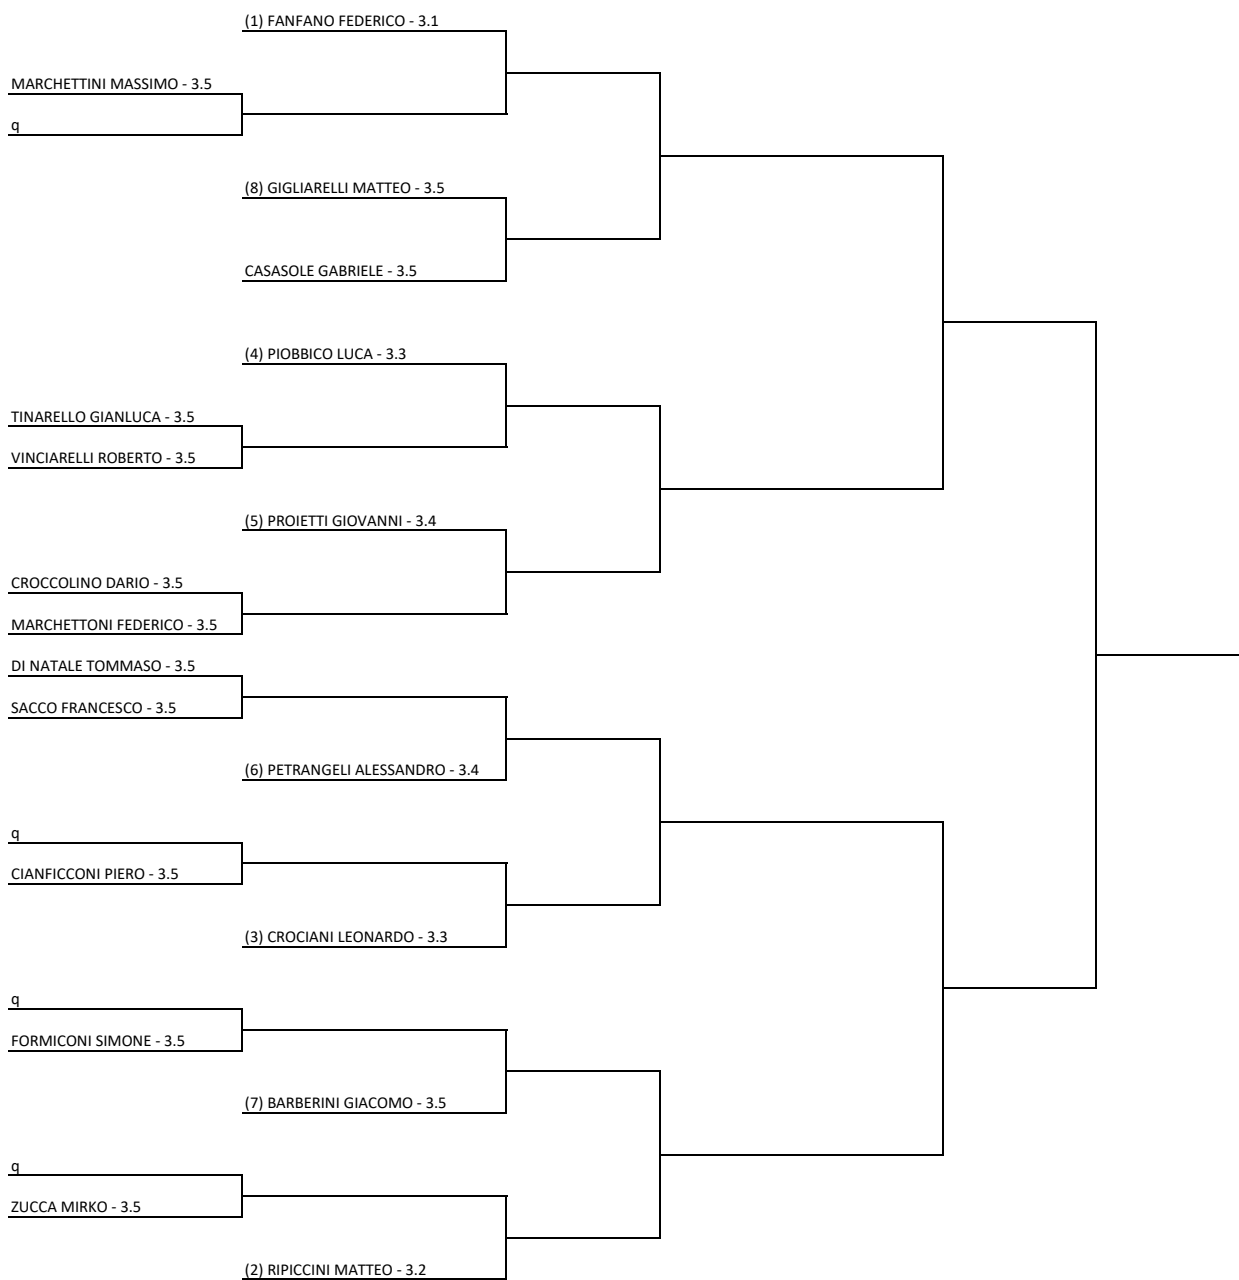 (1) FANFANO FEDERICO - 3.1
MARCHETTINI MASSIMO - 3.5
q
(8) GIGLIARELLI MATTEO - 3.5
CASASOLE GABRIELE - 3.5
(4) PIOBBICO LUCA - 3.3
TINARELLO GIANLUCA - 3.5
VINCIARELLI ROBERTO - 3.5
(5) PROIETTI GIOVANNI - 3.4
CROCCOLINO DARIO - 3.5
MARCHETTONI FEDERICO - 3.5
DI NATALE TOMMASO - 3.5
SACCO FRANCESCO - 3.5
(6) PETRANGELI ALESSANDRO - 3.4
q
CIANFICCONI PIERO - 3.5
(3) CROCIANI LEONARDO - 3.3
q
FORMICONI SIMONE - 3.5
(7) BARBERINI GIACOMO - 3.5
q
ZUCCA MIRKO - 3.5
(2) RIPICCINI MATTEO - 3.2